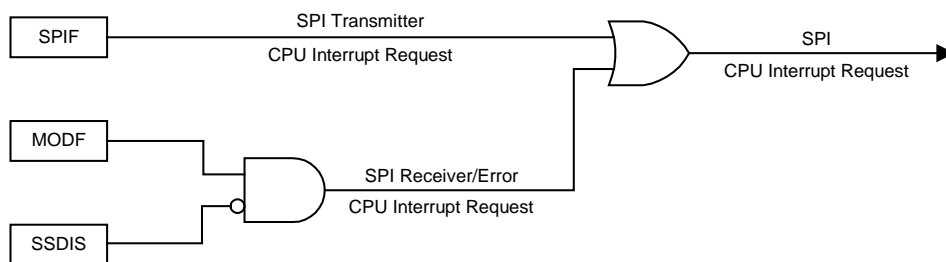 SPIF
SPI Transmitter
CPU Interrupt Request
SPI
CPU Interrupt Request
MODF
SPI Receiver/Error
CPU Interrupt Request
SSDIS